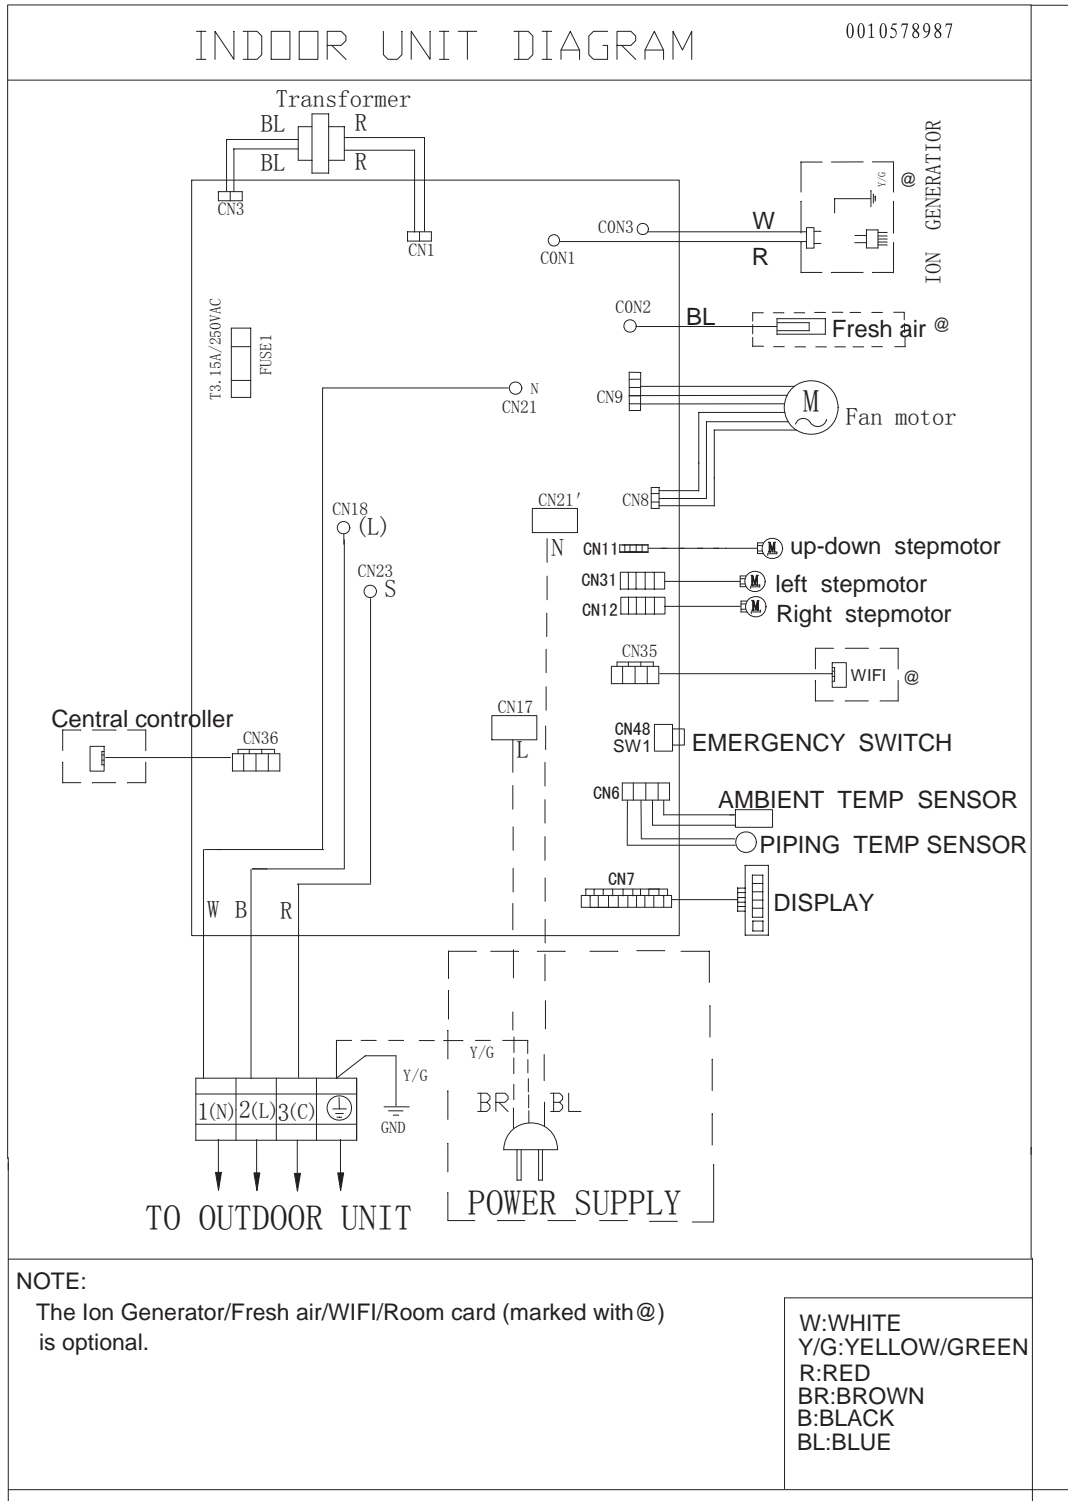 INDOOR UNIT DIAGRAM
0010578987
Transformer
BL
R
BL
R
CN3
CN1
CON3
CON1
W
R
Y/G
@
ION GENERATIOR
CON2
BL
Fresh air @
T3.15A/250VAC
FUSE1
N
CN21
CN9
M
Fan motor
CN8
CN21'
N
CN18
(L)
CN23
S
CN11
M
up-down stepmotor
CN31
M
left stepmotor
CN12
M
Right stepmotor
CN35
WIFI
@
Central controller
CN36
CN17
L
CN48
SW1
EMERGENCY SWITCH
CN6
AMBIENT TEMP SENSOR
PIPING TEMP SENSOR
CN7
DISPLAY
W
B
R
Y/G
Y/G
GND
1(N)
2(L)
3(C)
BR
BL
TO OUTDOOR UNIT
POWER SUPPLY
NOTE:
The Ion Generator/Fresh air/WIFI/Room card (marked with@)
is optional.
W:WHITE
Y/G:YELLOW/GREEN
R:RED
BR:BROWN
B:BLACK
BL:BLUE